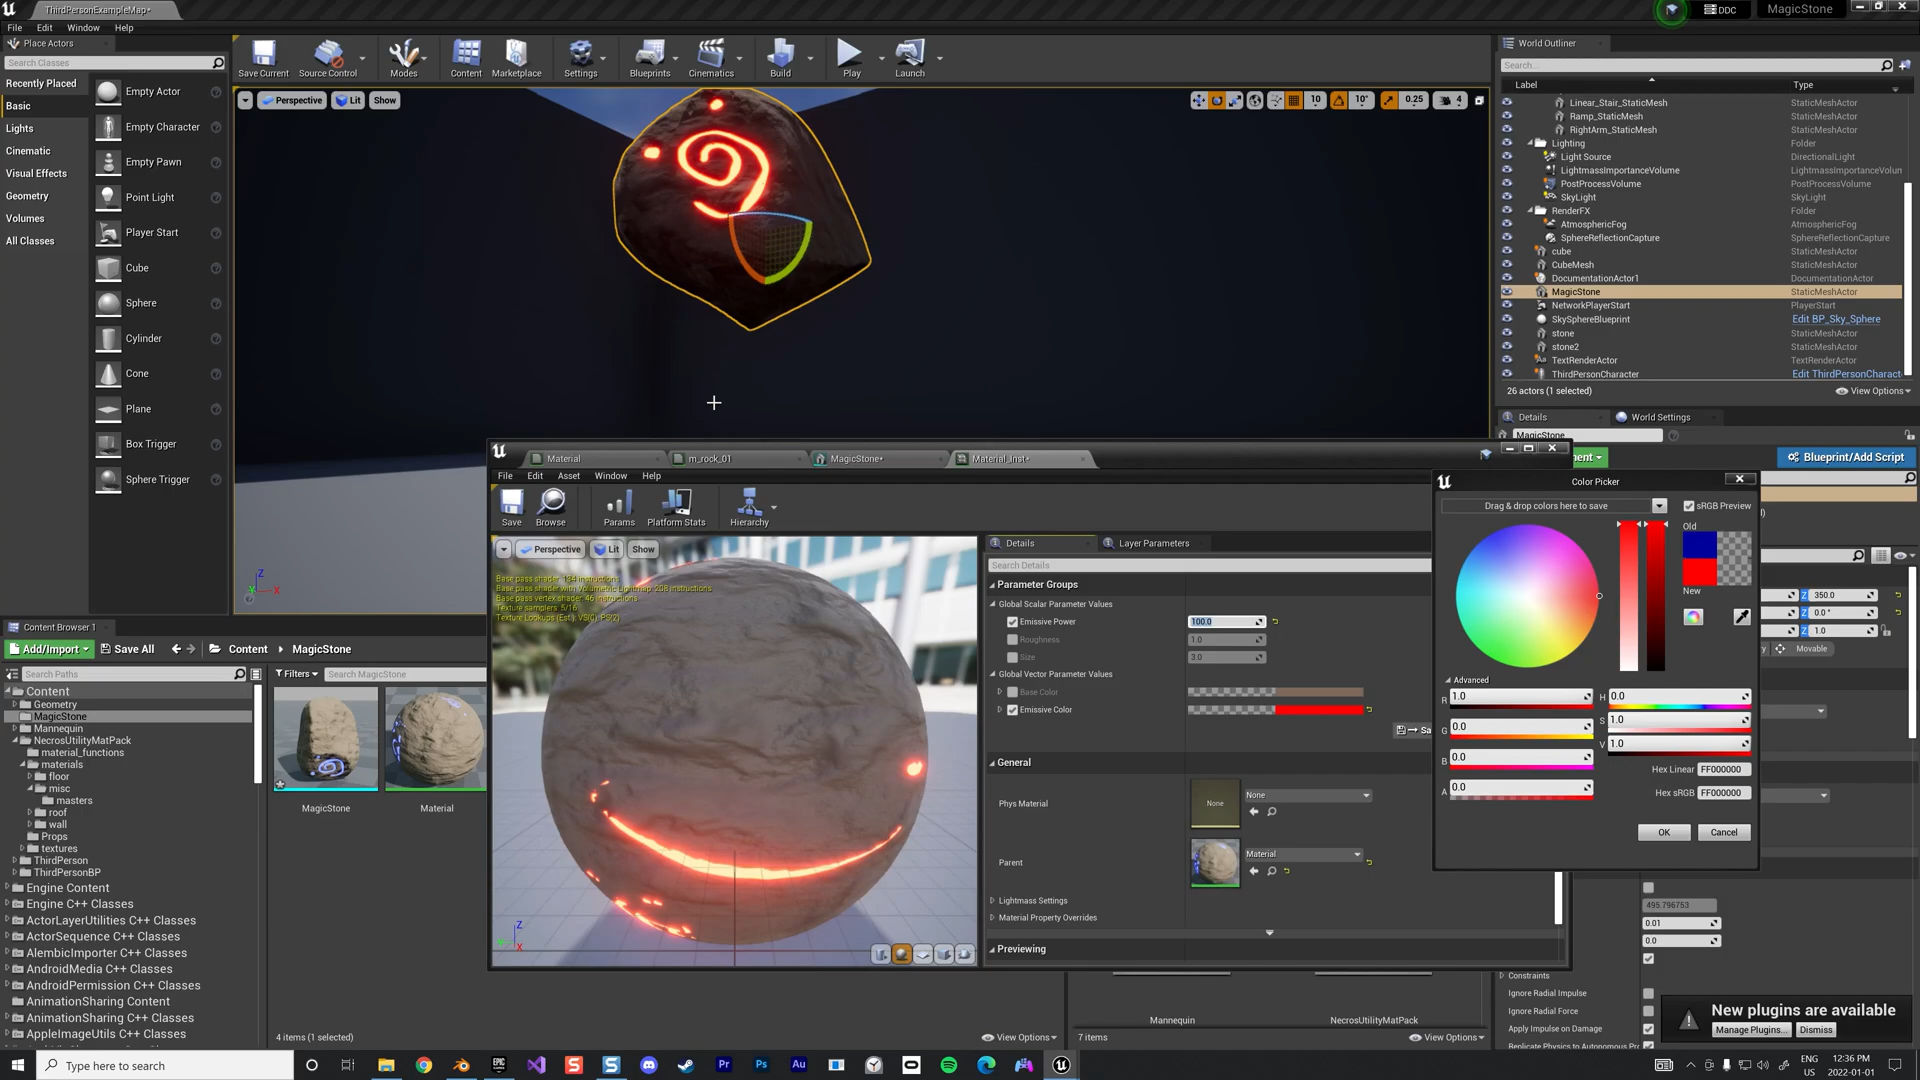 ThirdPersonExampleMap*
DDC
MagicStone
File Edit Window Help
Place Actors
Search Classes
Recently Placed
Basic
Lights
Cinematic
Visual Effects
Geometry
Volumes
All Classes
Empty Actor
Empty Character
Empty Pawn
Point Light
Player Start
Cube
Sphere
Cylinder
Cone
Plane
Box Trigger
Sphere Trigger
Save Current Source Control Modes Content Marketplace Settings Blueprints Cinematics Build Play Launch
Perspective Lit Show
10 10° 0.25 4
World Outliner
Search...
Label Type
Linear_Stair_StaticMesh StaticMeshActor
Ramp_StaticMesh StaticMeshActor
RightArm_StaticMesh StaticMeshActor
Lighting Folder
Light Source DirectionalLight
LightmassImportanceVolume LightmassImportanceVolum
PostProcessVolume PostProcessVolume
SkyLight SkyLight
RenderFX Folder
AtmosphericFog AtmosphericFog
SphereReflectionCapture SphereReflectionCapture
cube StaticMeshActor
CubeMesh StaticMeshActor
DocumentationActor1 DocumentationActor
MagicStone StaticMeshActor
NetworkPlayerStart PlayerStart
SkySphereBlueprint Edit BP_Sky_Sphere
stone StaticMeshActor
stone2 StaticMeshActor
TextRenderActor TextRenderActor
ThirdPersonCharacter Edit ThirdPersonCharact
26 actors (1 selected) View Options
Details World Settings
MagicStone
Blueprint/Add Script
350.0
0.0 °
1.0
Movable
495.796753
0.01
0.0
Constraints
Ignore Radial Impulse
Ignore Radial Force
Apply Impulse on Damage
Replicate Physics to Autonomous Pr
Material m_rock_01 MagicStone* Material_Inst*
File Edit Asset Window Help
Save Browse Params Platform Stats Hierarchy
Perspective Lit Show
Base pass shader: 194 instructions
Base pass shader with Volumetric Lightmap: 208 instructions
Base pass vertex shader: 46 instructions
Texture samplers: 5/16
Texture Lookups (Est.): VS(0), PS(2)
Details Layer Parameters
Search Details
Parameter Groups
Global Scalar Parameter Values
Emissive Power 100.0
Roughness 1.0
Size 3.0
Global Vector Parameter Values
Base Color
Emissive Color
Sa
General
Phys Material None None
Parent Material
Lightmass Settings
Material Property Overrides
Previewing
Color Picker
Drag & drop colors here to save sRGB Preview
Old
New
Advanced
R 1.0 H 0.0
G 0.0 S 1.0
B 0.0 V 1.0
A 0.0
Hex Linear FF000000
Hex sRGB FF000000
OK Cancel
Content Browser 1
Add/Import Save All Content MagicStone
Search Paths
Filters Search MagicStone
Content
Geometry
MagicStone
Mannequin
NecrosUtilityMatPack
material_functions
materials
floor
misc
masters
roof
wall
Props
textures
ThirdPerson
ThirdPersonBP
Engine Content
Engine C++ Classes
ActorLayerUtilities C++ Classes
ActorSequence C++ Classes
AlembicImporter C++ Classes
AndroidMedia C++ Classes
AndroidPermission C++ Classes
AnimationSharing Content
AnimationSharing C++ Classes
AppleImageUtils C++ Classes
MagicStone Material
4 items (1 selected) View Options
Mannequin NecrosUtilityMatPack
7 items View Options
New plugins are available
Manage Plugins... Dismiss
Type here to search
Pr Ps Au
ENG
US
12:36 PM
2022-01-01